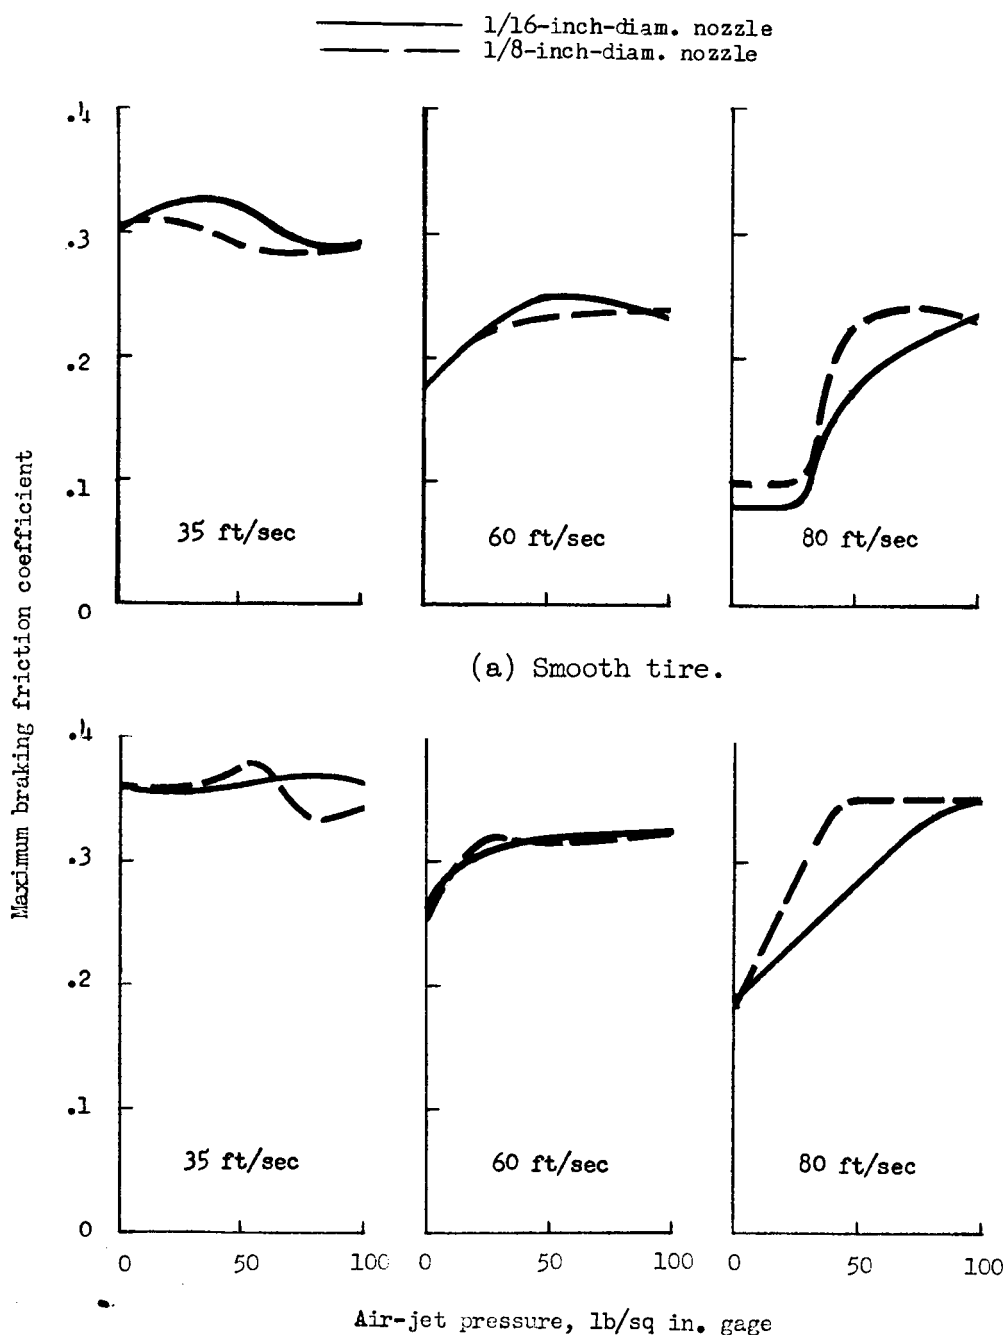 1/16-inch-diam. nozzle
1/8-inch-diam. nozzle
.4
.3
.2
.1
0
35 ft/sec
60 ft/sec
80 ft/sec
(a) Smooth tire.
Maximum braking friction coefficient
.4
.3
.2
.1
0
35 ft/sec
60 ft/sec
80 ft/sec
0 50 100 0 50 100 0 50 100
Air-jet pressure, lb/sq in. gage